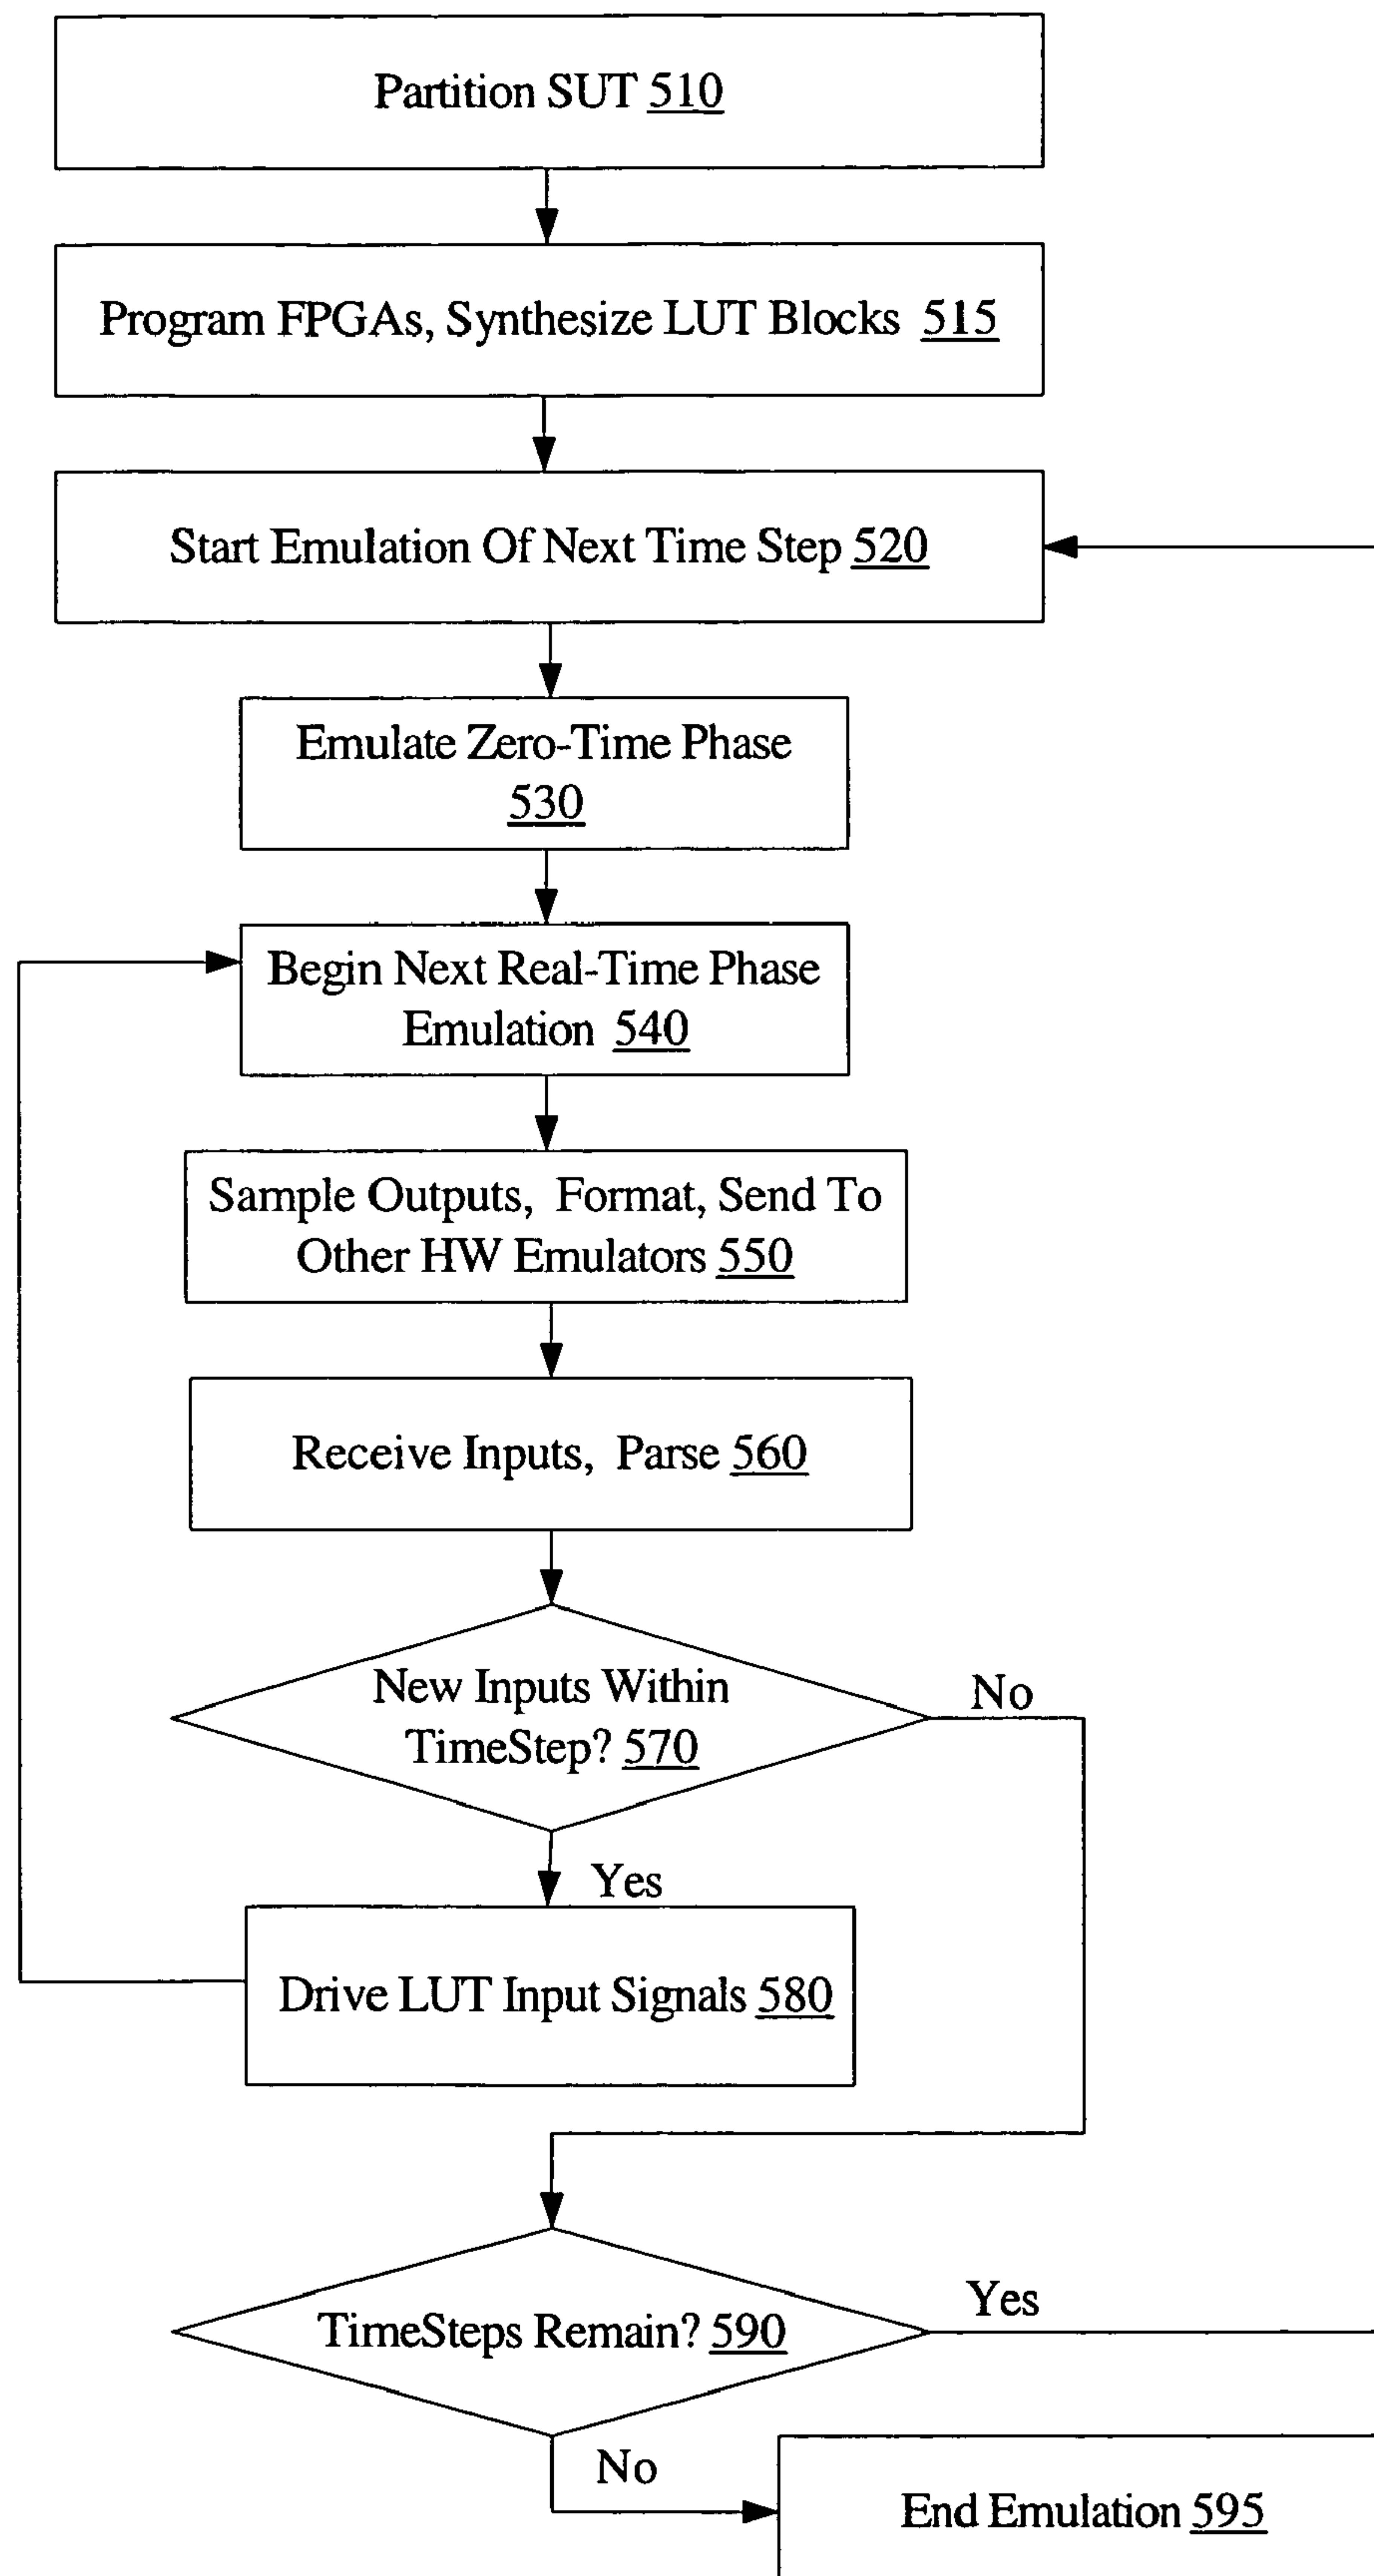 Partition SUT 510
Program FPGAs, Synthesize LUT Blocks 515
Start Emulation Of Next Time Step 520
Emulate Zero-Time Phase
530
Begin Next Real-Time Phase
Emulation 540
Sample Outputs, Format, Send To
Other HW Emulators 550
Receive Inputs, Parse 560
New Inputs Within
TimeStep? 570
No
Yes
Drive LUT Input Signals 580
TimeSteps Remain? 590
Yes
No
End Emulation 595